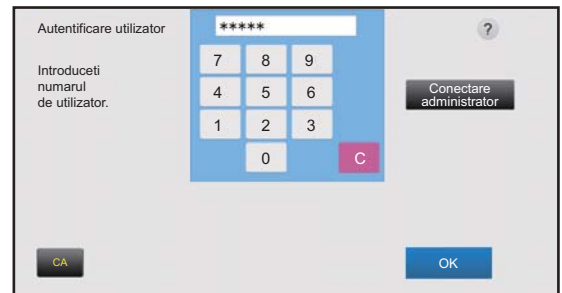 Autentificare utilizator
*****
?
Introduceti
numarul
de utilizator.
7 8 9
4 5 6
1 2 3
0 C
Conectare
administrator
CA
OK